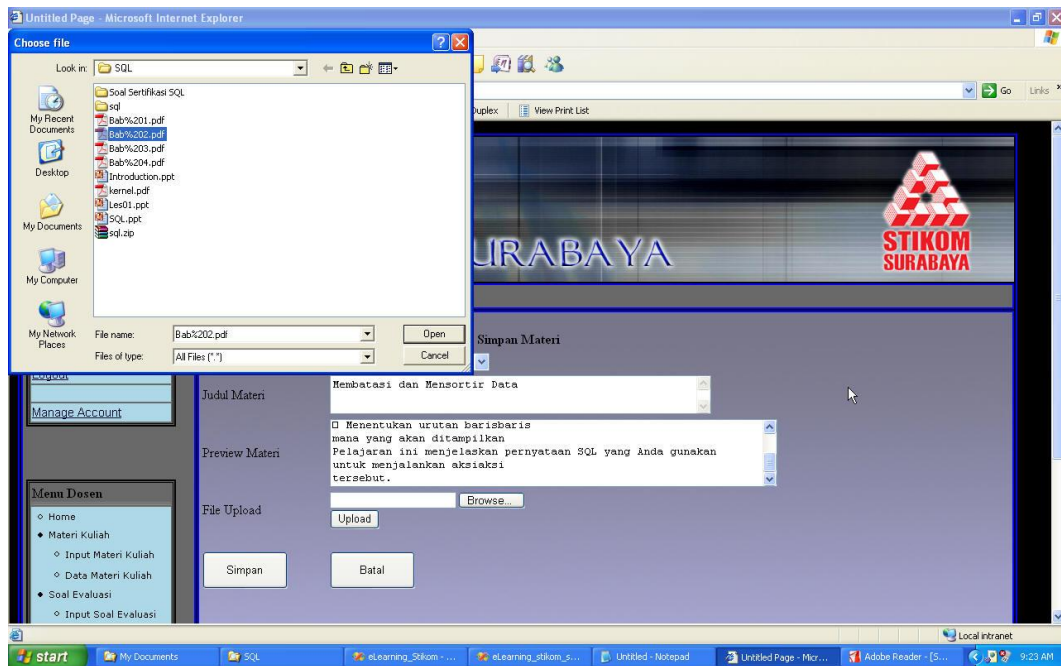 Untitled Page - Microsoft Internet Explorer
Choose file
Look in:
SQL
My Recent
Documents
Desktop
My Documents
My Computer
My Network
Places
Soal Sertifikasi SQL
sql
Bab%201.pdf
Bab%202.pdf
Bab%203.pdf
Bab%204.pdf
Introduction.ppt
kernel.pdf
Les01.ppt
SQL.ppt
sql.zip
File name:
Bab%202.pdf
Open
Files of type:
All Files (*.*)
Cancel
Go
Links
Duplex
View Print List
URABAYA
STIKOM
SURABAYA
Simpan Materi
Logout
Manage Account
Judul Materi
Membatasi dan Mensortir Data
Preview Materi
Menentukan urutan barisbaris
mana yang akan ditampilkan
Pelajaran ini menjelaskan pernyataan SQL yang Anda gunakan
untuk menjalankan aksiaksi
tersebut.
File Upload
Browse...
Upload
Simpan
Batal
Menu Dosen
Home
Materi Kuliah
Input Materi Kuliah
Data Materi Kuliah
Soal Evaluasi
Input Soal Evaluasi
Local intranet
start
My Documents
SQL
eLearning_Stikom - ...
eLearning_stikom_s...
Untitled - Notepad
Untitled Page - Micr...
Adobe Reader - [S...
9:23 AM